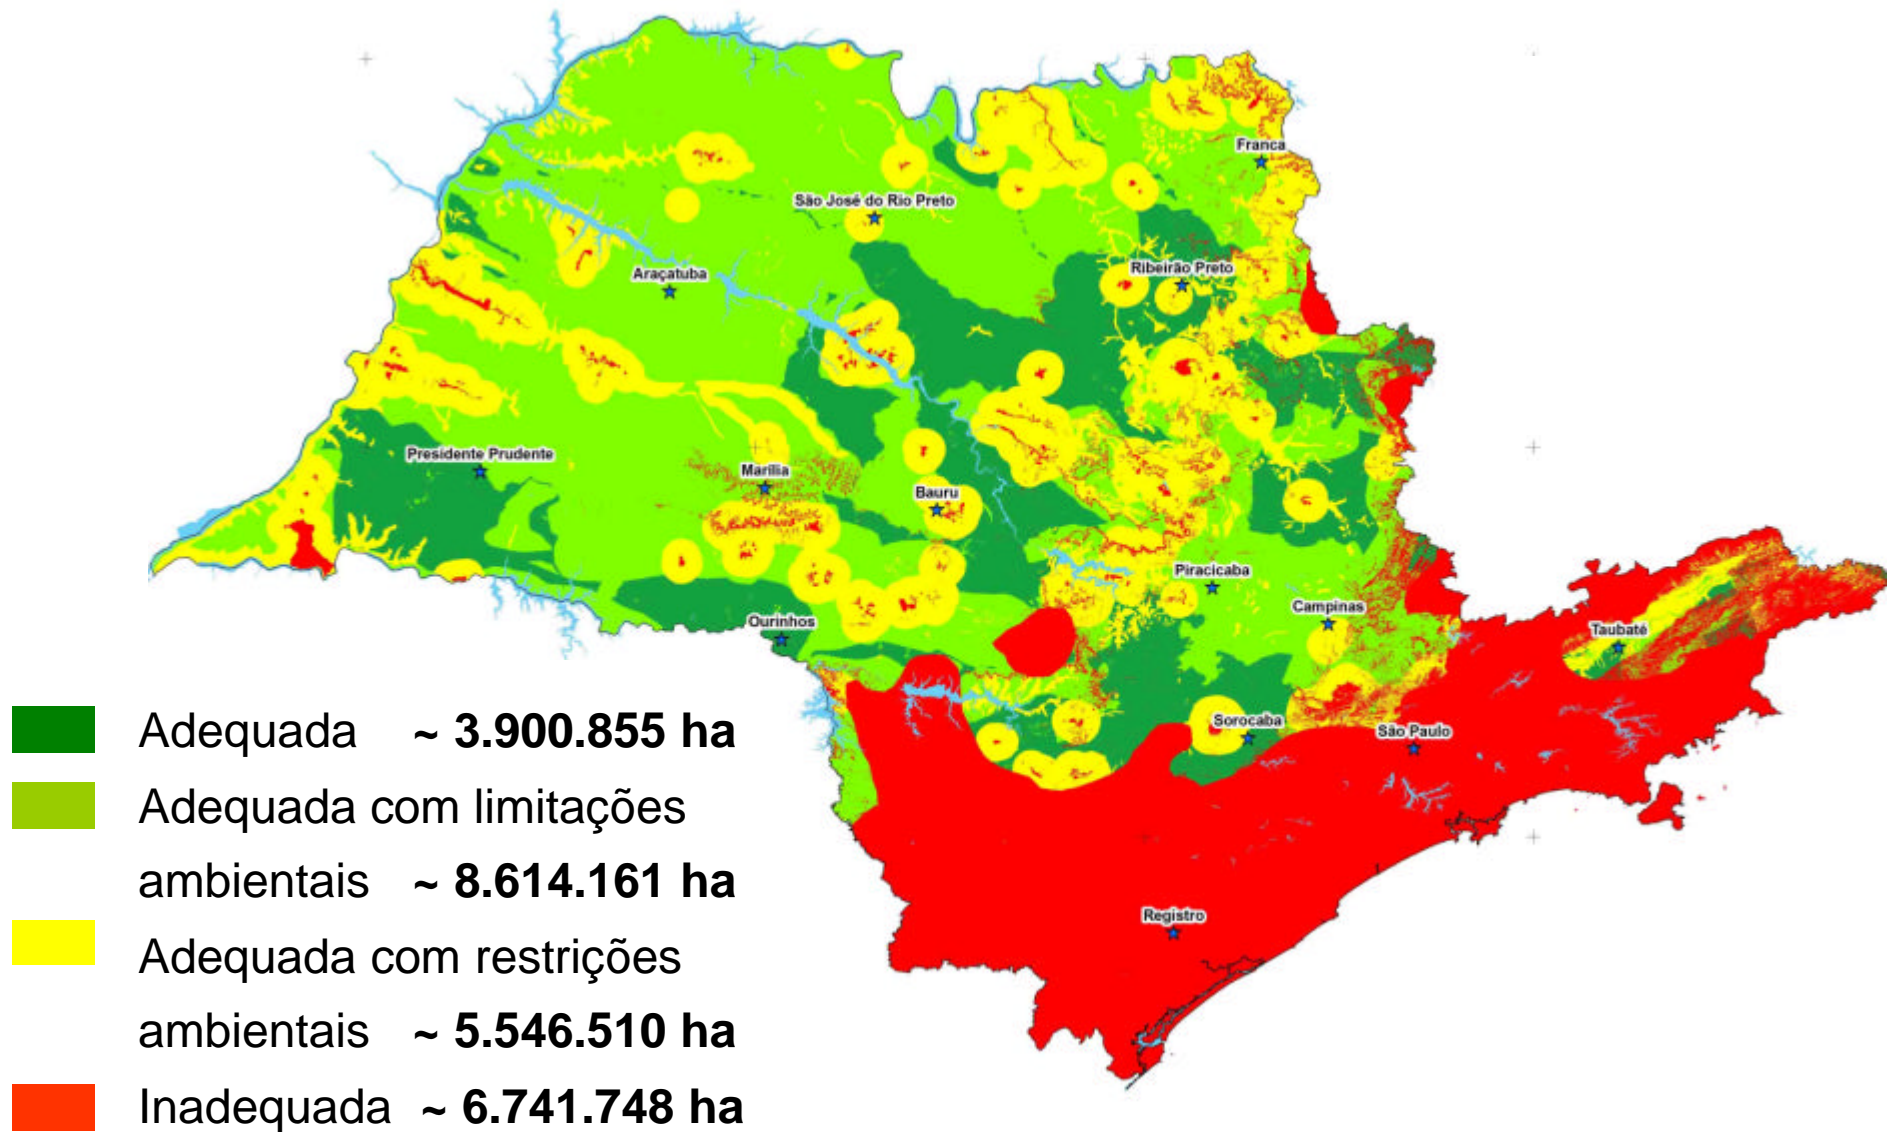 Franca
São José do Rio Preto
Ribeirão Preto
Araçatuba
Presidente Prudente
Marília
Bauru
Piracicaba
Campinas
Ourinhos
Taubaté
Sorocaba
São Paulo
Registro
Adequada ~ 3.900.855 ha
Adequada com limitações
ambientais ~ 8.614.161 ha
Adequada com restrições
ambientais ~ 5.546.510 ha
Inadequada ~ 6.741.748 ha